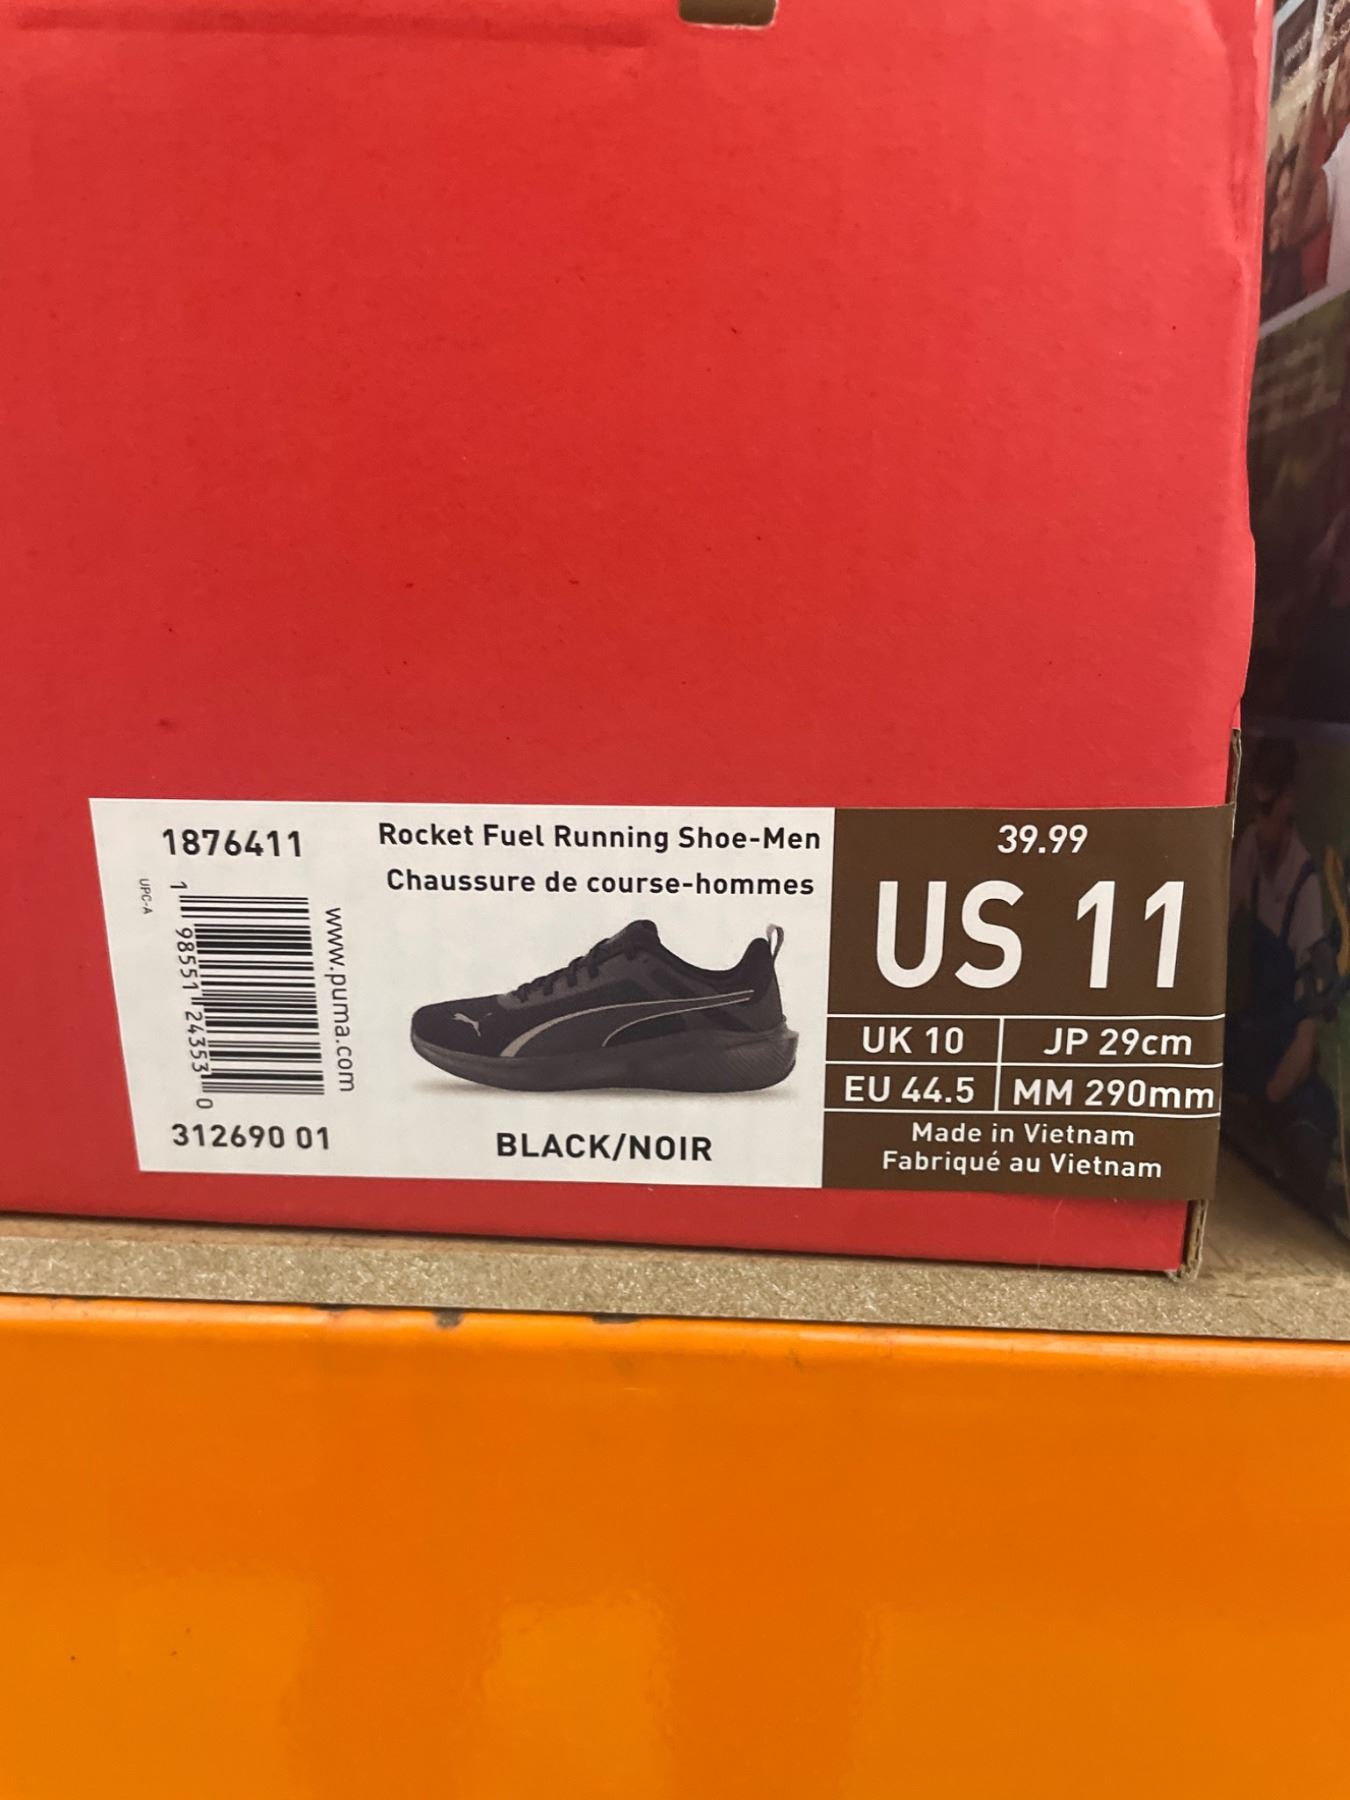 1876411
UPC-A
1 98551 24353 0
www.puma.com
312690 01
Rocket Fuel Running Shoe-Men
Chaussure de course-hommes
BLACK/NOIR
39.99
US 11
UK 10
JP 29cm
EU 44.5
MM 290mm
Made in Vietnam
Fabriqué au Vietnam